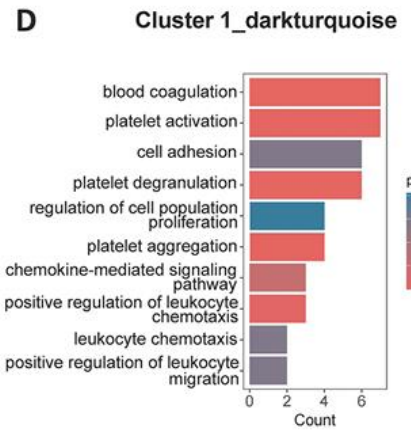 D
Cluster 1_darkturquoise
blood coagulation
platelet activation
cell adhesion
platelet degranulation
regulation of cell population
proliferation
platelet aggregation
chemokine-mediated signaling
pathway
positive regulation of leukocyte
chemotaxis
leukocyte chemotaxis
positive regulation of leukocyte
migration
0 2 4 6
Count
p